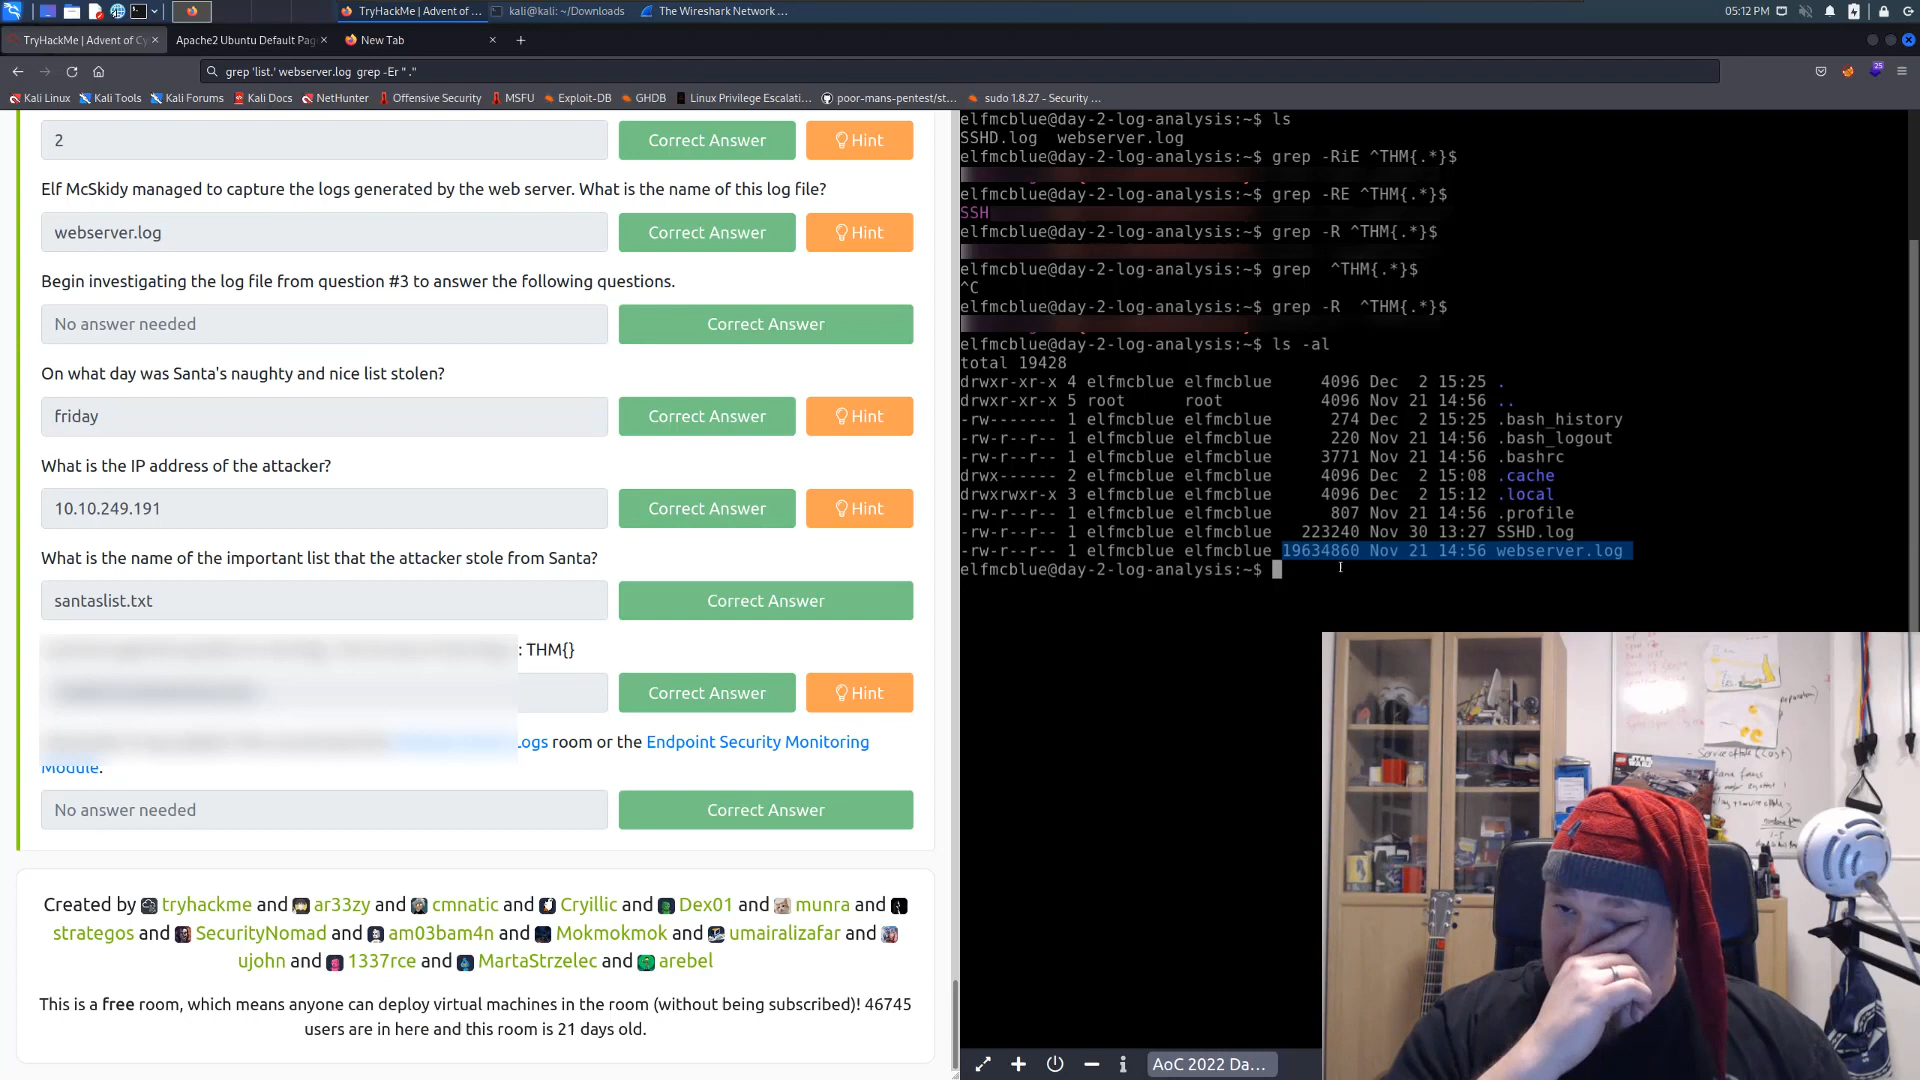 TryHackMe | Advent of ...
kali@kali: ~/Downloads
The Wireshark Network ...
05:12 PM
TryHackMe | Advent of Cy
Apache2 Ubuntu Default Pag
New Tab
grep 'list.' webserver.log grep -Er " ."
25
Kali Linux
Kali Tools
Kali Forums
Kali Docs
NetHunter
Offensive Security
MSFU
Exploit-DB
GHDB
Linux Privilege Escalati...
poor-mans-pentest/st...
sudo 1.8.27 - Security ...
2
Correct Answer
Hint
Elf McSkidy managed to capture the logs generated by the web server. What is the name of this log file?
webserver.log
Correct Answer
Hint
Begin investigating the log file from question #3 to answer the following questions.
No answer needed
Correct Answer
On what day was Santa's naughty and nice list stolen?
friday
Correct Answer
Hint
What is the IP address of the attacker?
10.10.249.191
Correct Answer
Hint
What is the name of the important list that the attacker stole from Santa?
santaslist.txt
Correct Answer
: THM{}
Correct Answer
Hint
Logs room or the Endpoint Security Monitoring
Module.
No answer needed
Correct Answer
Created by tryhackme and ar33zy and cmnatic and Cryillic and Dex01 and munra and
strategos and SecurityNomad and am03bam4n and Mokmokmok and umairalizafar and
ujohn and 1337rce and MartaStrzelec and arebel
This is a free room, which means anyone can deploy virtual machines in the room (without being subscribed)! 46745
users are in here and this room is 21 days old.
elfmcblue@day-2-log-analysis:~$ ls
SSHD.log  webserver.log
elfmcblue@day-2-log-analysis:~$ grep -RiE ^THM{.*}$
elfmcblue@day-2-log-analysis:~$ grep -RE ^THM{.*}$
SSH
elfmcblue@day-2-log-analysis:~$ grep -R ^THM{.*}$
elfmcblue@day-2-log-analysis:~$ grep  ^THM{.*}$
^C
elfmcblue@day-2-log-analysis:~$ grep -R  ^THM{.*}$
elfmcblue@day-2-log-analysis:~$ ls -al
total 19428
drwxr-xr-x 4 elfmcblue elfmcblue     4096 Dec  2 15:25 .
drwxr-xr-x 5 root      root          4096 Nov 21 14:56 ..
-rw------- 1 elfmcblue elfmcblue      274 Dec  2 15:25 .bash_history
-rw-r--r-- 1 elfmcblue elfmcblue      220 Nov 21 14:56 .bash_logout
-rw-r--r-- 1 elfmcblue elfmcblue     3771 Nov 21 14:56 .bashrc
drwx------ 2 elfmcblue elfmcblue     4096 Dec  2 15:08 .cache
drwxrwxr-x 3 elfmcblue elfmcblue     4096 Dec  2 15:12 .local
-rw-r--r-- 1 elfmcblue elfmcblue      807 Nov 21 14:56 .profile
-rw-r--r-- 1 elfmcblue elfmcblue   223240 Nov 30 13:27 SSHD.log
-rw-r--r-- 1 elfmcblue elfmcblue 19634860 Nov 21 14:56 webserver.log
elfmcblue@day-2-log-analysis:~$
AoC 2022 Da...